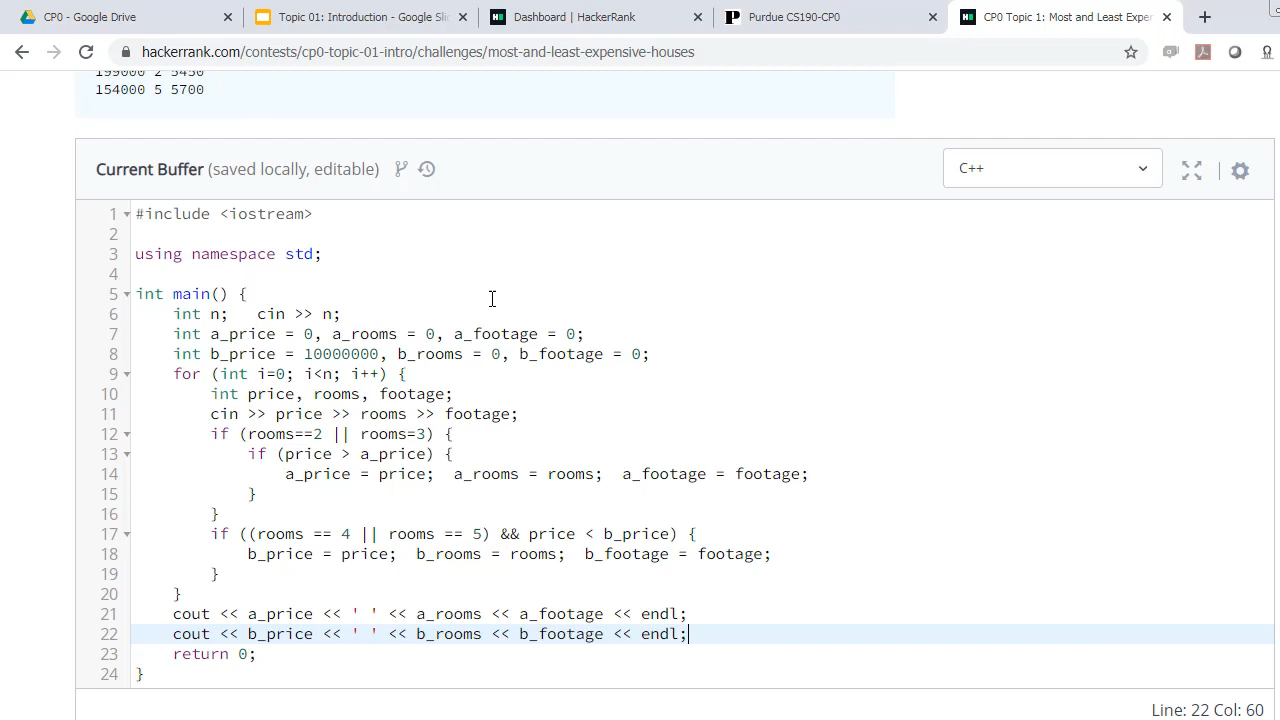 CP0 - Google Drive
Topic 01: Introduction - Google Slid
Dashboard | HackerRank
Purdue CS190-CP0
CP0 Topic 1: Most and Least Exper
hackerrank.com/contests/cp0-topic-01-intro/challenges/most-and-least-expensive-houses
199000 2 5450
154000 5 5700
Current Buffer (saved locally, editable)
C++
1 #include <iostream>
2
3 using namespace std;
4
5 int main() {
6 int n; cin >> n;
7 int a_price = 0, a_rooms = 0, a_footage = 0;
8 int b_price = 10000000, b_rooms = 0, b_footage = 0;
9 for (int i=0; i<n; i++) {
10 int price, rooms, footage;
11 cin >> price >> rooms >> footage;
12 if (rooms==2 || rooms=3) {
13 if (price > a_price) {
14 a_price = price; a_rooms = rooms; a_footage = footage;
15 }
16 }
17 if ((rooms == 4 || rooms == 5) && price < b_price) {
18 b_price = price; b_rooms = rooms; b_footage = footage;
19 }
20 }
21 cout << a_price << ' ' << a_rooms << a_footage << endl;
22 cout << b_price << ' ' << b_rooms << b_footage << endl;
23 return 0;
24 }
Line: 22 Col: 60